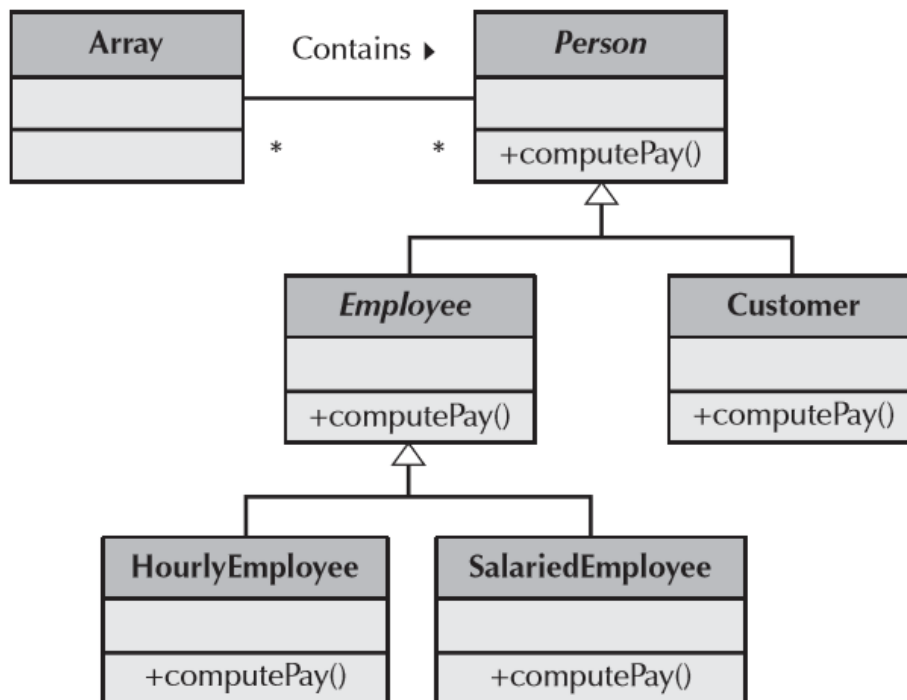 Array
Contains ▸
Person
* *
+computePay()
Employee
Customer
+computePay()
+computePay()
HourlyEmployee
SalariedEmployee
+computePay()
+computePay()